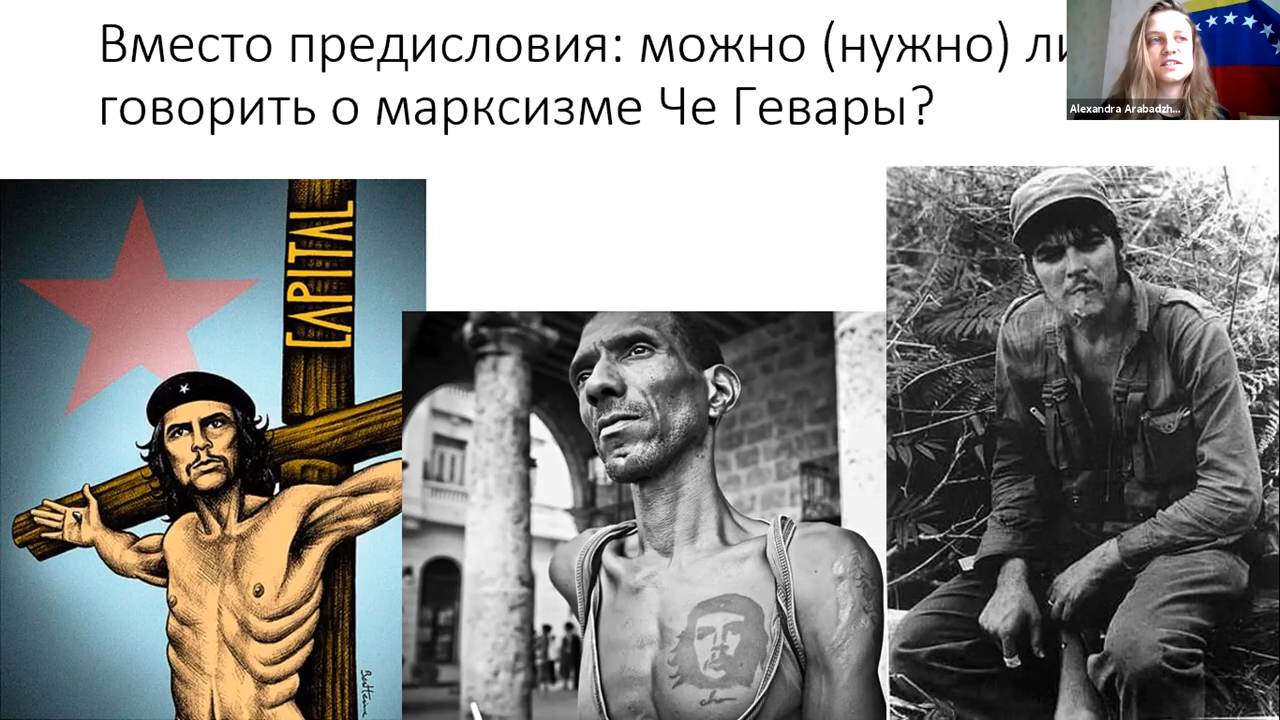 Вместо предисловия: можно (нужно) ли
говорить о марксизме Че Гевары?
Alexandra Arabadzh...
CAPITAL